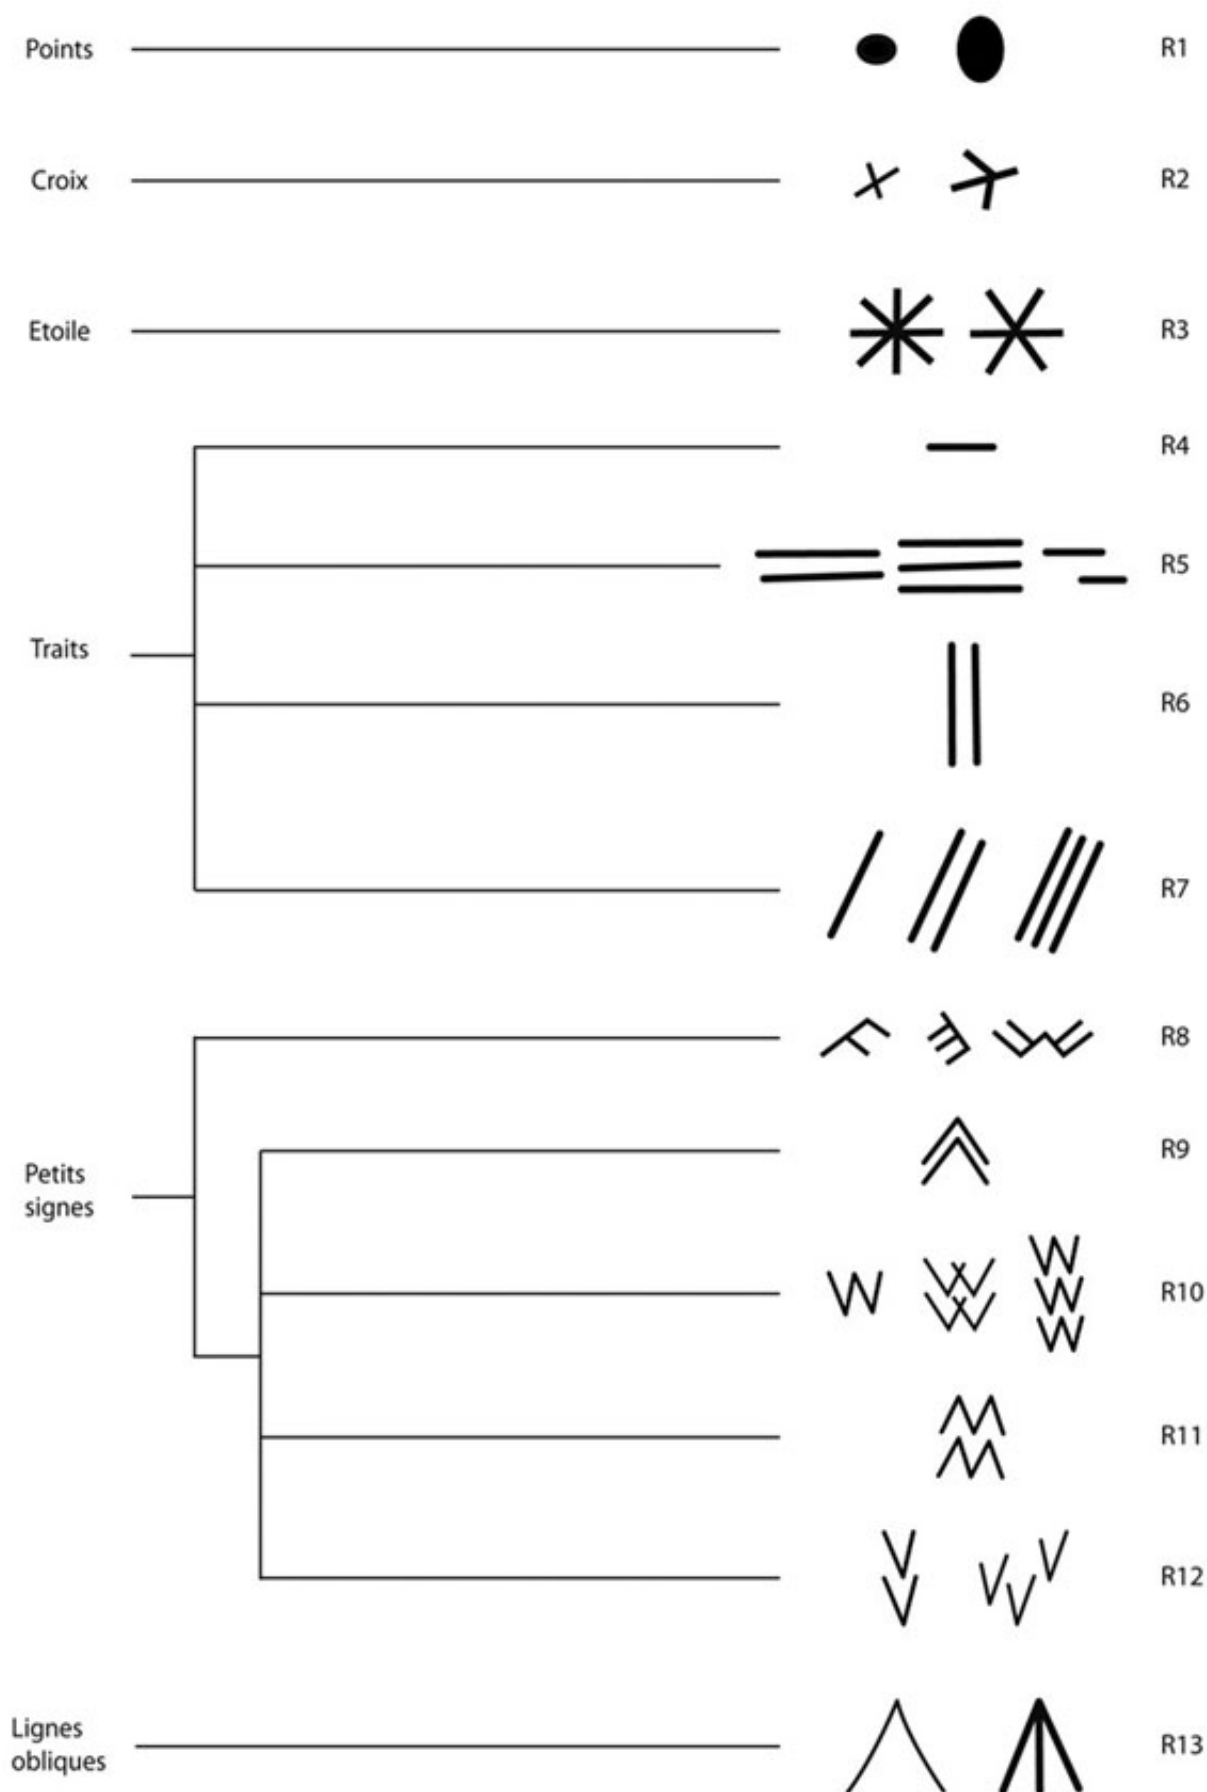 Points R1
Croix R2
Etoile R3
R4
R5
Traits
R6
R7
R8
R9
Petits
signes
R10
R11
R12
Lignes
obliques
R13